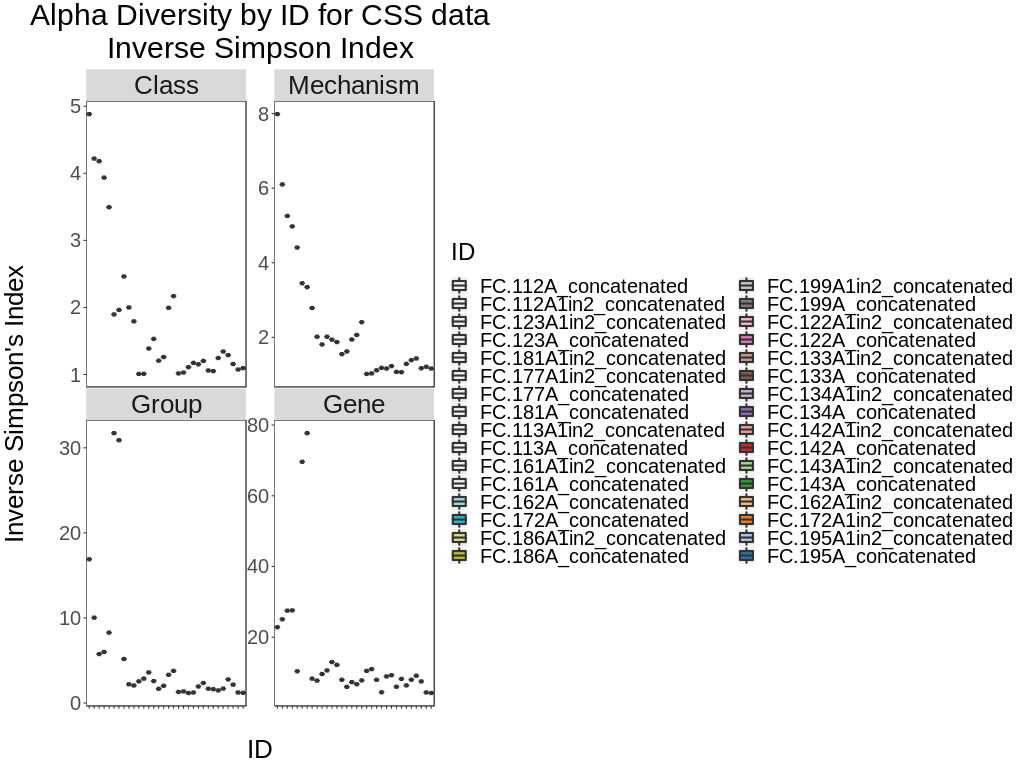 Alpha Diversity by ID for CSS data
Inverse Simpson Index
Class
Mechanism
5
4
3
2
1
8
6
4
2
Group
Gene
30
20
10
0
80
60
40
20
Inverse Simpson's Index
ID
ID
FC.112A_concatenated
FC.112A1in2_concatenated
FC.123A1in2_concatenated
FC.123A_concatenated
FC.181A1in2_concatenated
FC.177A1in2_concatenated
FC.177A_concatenated
FC.181A_concatenated
FC.113A1in2_concatenated
FC.113A_concatenated
FC.161A1in2_concatenated
FC.161A_concatenated
FC.162A_concatenated
FC.172A_concatenated
FC.186A1in2_concatenated
FC.186A_concatenated
FC.199A1in2_concatenated
FC.199A_concatenated
FC.122A1in2_concatenated
FC.122A_concatenated
FC.133A1in2_concatenated
FC.133A_concatenated
FC.134A1in2_concatenated
FC.134A_concatenated
FC.142A1in2_concatenated
FC.142A_concatenated
FC.143A1in2_concatenated
FC.143A_concatenated
FC.162A1in2_concatenated
FC.172A1in2_concatenated
FC.195A1in2_concatenated
FC.195A_concatenated